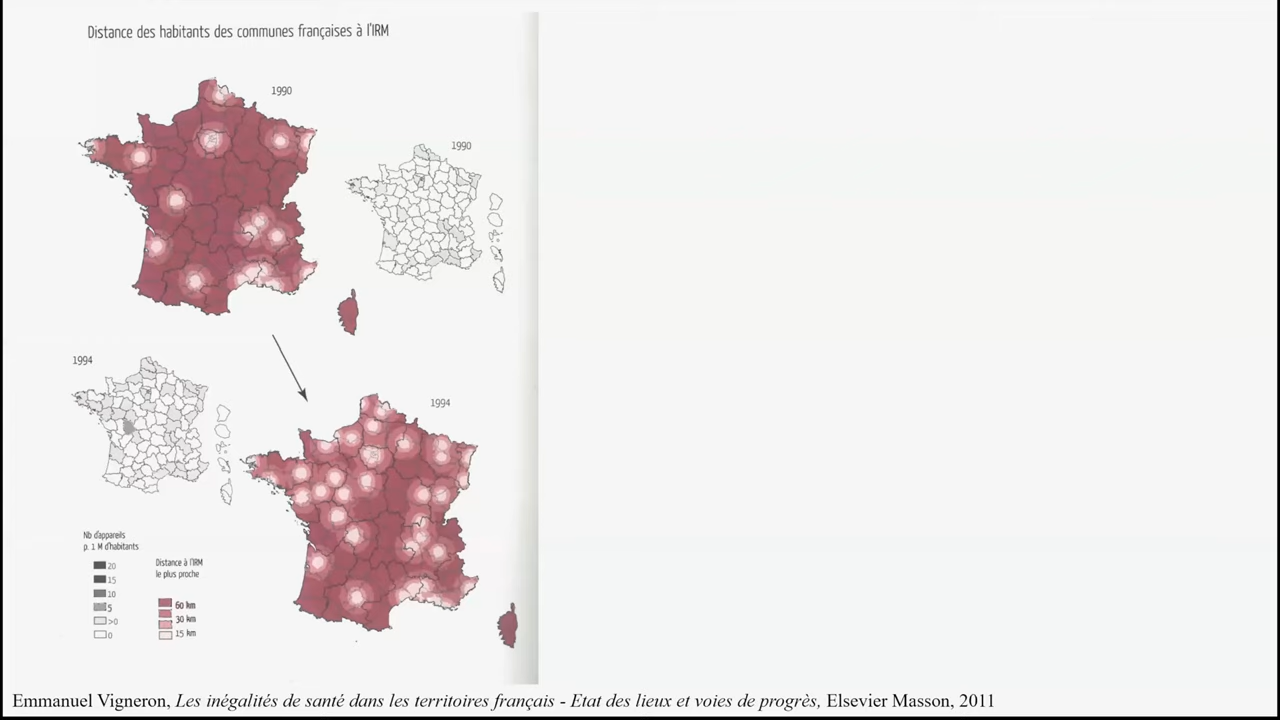 Distance des habitants des communes françaises à l'IRM
1990
1990
1994
1994
Nb d'appareils
p. 1 M d'habitants
20
15
10
5
>0
0
Distance à l'IRM
le plus proche
60 km
30 km
15 km
Emmanuel Vigneron, Les inégalités de santé dans les territoires français - Etat des lieux et voies de progrès, Elsevier Masson, 2011